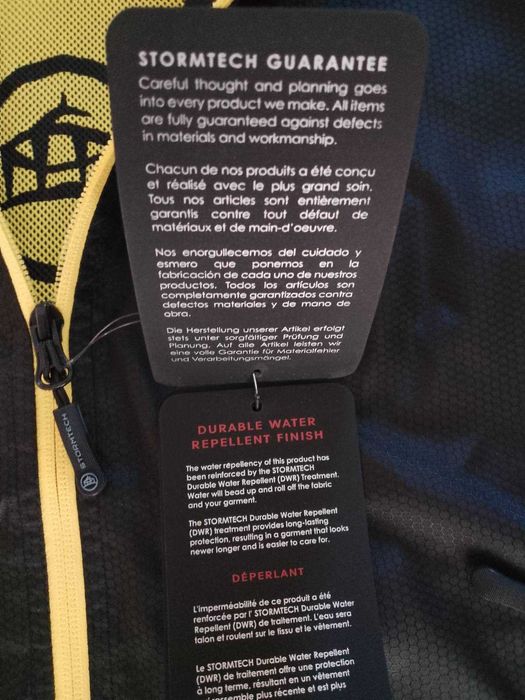 STORMTECH GUARANTEE
Careful thought and planning goes
into every product we make. All items
are fully guaranteed against defects
in materials and workmanship.
Chacun de nos produits a été conçu
et réalisé avec le plus grand soin.
Tous nos articles sont entièrement
garantis contre tout défaut de
matériaux et de main-d'oeuvre.
Nos enorgullecemos del cuidado y
esmero que ponemos en la
fabricación de cada uno de nuestros
productos. Todos los artículos son
completamente garantizados contra
defectos materiales y de mano de
obra.
Die Herstellung unserer Artikel erfolgt
stets unter sorgfältiger Prüfung und
Planung. Auf alle Artikel leisten wir
eine volle Garantie für Materialfehler
und Verarbeitungsmängel.
STORMTECH
DURABLE WATER
REPELLENT FINISH
The water repellency of this product has
been reinforced by the STORMTECH
Durable Water Repellent (DWR) Treatment.
Water will bead up and roll off the fabric
and your garment.
The STORMTECH Durable Water Repellent
(DWR) treatment provides long-lasting
protection, resulting in a garment that looks
newer longer and is easier to care for.
DÉPERLANT
L'imperméabilité de ce produit a été
renforcée par l' STORMTECH Durable Water
Repellent (DWR) de traitement. L'eau sera
talon et roulent sur le tissu et le vêtement.
Le STORMTECH Durable Water Repellent
(DWR) de traitement offre une protection
à long terme, résultant en un vêtement
ressemble plus récente et est plus